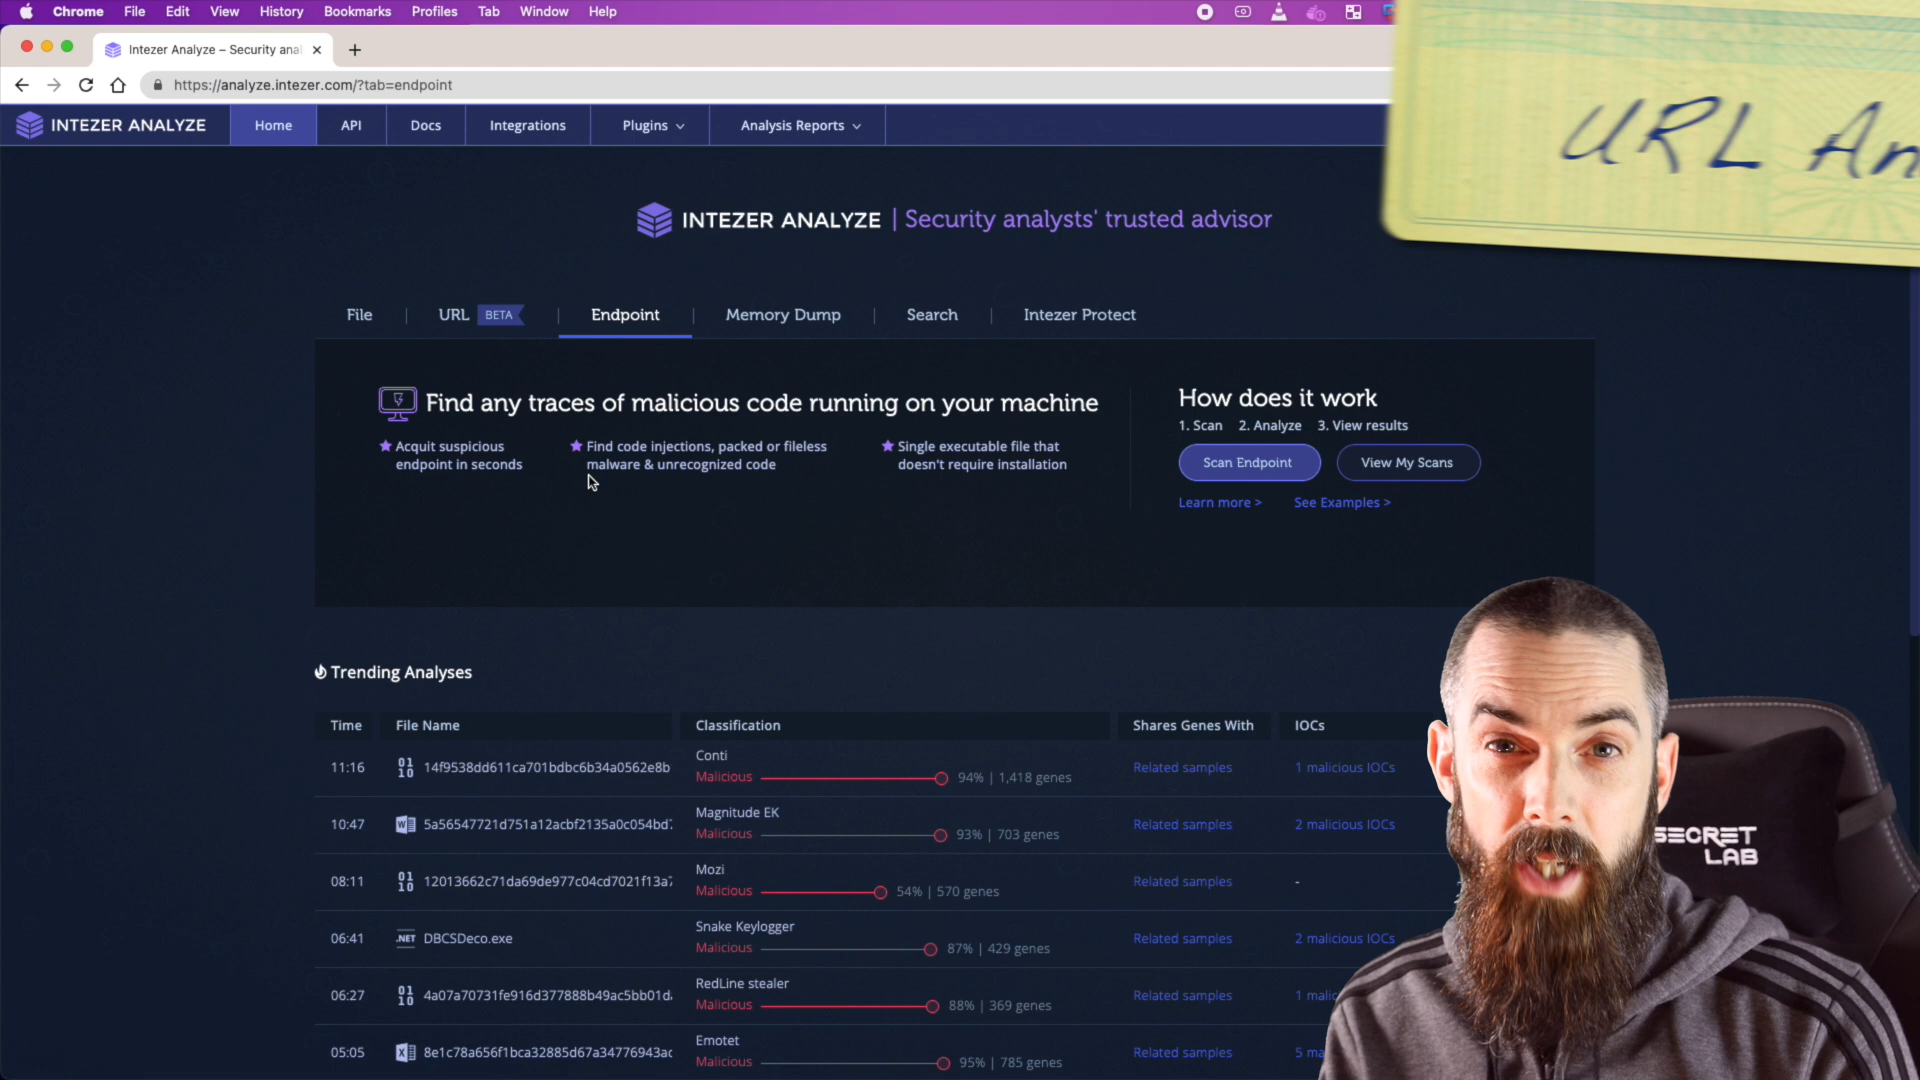 Chrome File Edit View History Bookmarks Profiles Tab Window Help
Intezer Analyze – Security anal
https://analyze.intezer.com/?tab=endpoint
INTEZER ANALYZE Home API Docs Integrations Plugins Analysis Reports
URL An
INTEZER ANALYZE | Security analysts' trusted advisor
File | URL BETA | Endpoint | Memory Dump | Search | Intezer Protect
Find any traces of malicious code running on your machine
Acquit suspicious
endpoint in seconds
Find code injections, packed or fileless
malware & unrecognized code
Single executable file that
doesn't require installation
How does it work
1. Scan 2. Analyze 3. View results
Scan Endpoint View My Scans
Learn more > See Examples >
Trending Analyses
Time File Name Classification Shares Genes With IOCs
Conti
11:16 14f9538dd611ca701bdbc6b34a0562e8b Malicious 94% | 1,418 genes Related samples 1 malicious IOCs
Magnitude EK
10:47 5a56547721d751a12acbf2135a0c054bd Malicious 93% | 703 genes Related samples 2 malicious IOCs
Mozi
08:11 12013662c71da69de977c04cd7021f13a Malicious 54% | 570 genes Related samples -
Snake Keylogger
06:41 .NET DBCSDeco.exe Malicious 87% | 429 genes Related samples 2 malicious IOCs
RedLine stealer
06:27 4a07a70731fe916d377888b49ac5bb01d Malicious 88% | 369 genes Related samples 1 malic
Emotet
05:05 8e1c78a656f1bca32885d67a34776943ac Malicious 95% | 785 genes Related samples 5 ma
SECRET
LAB